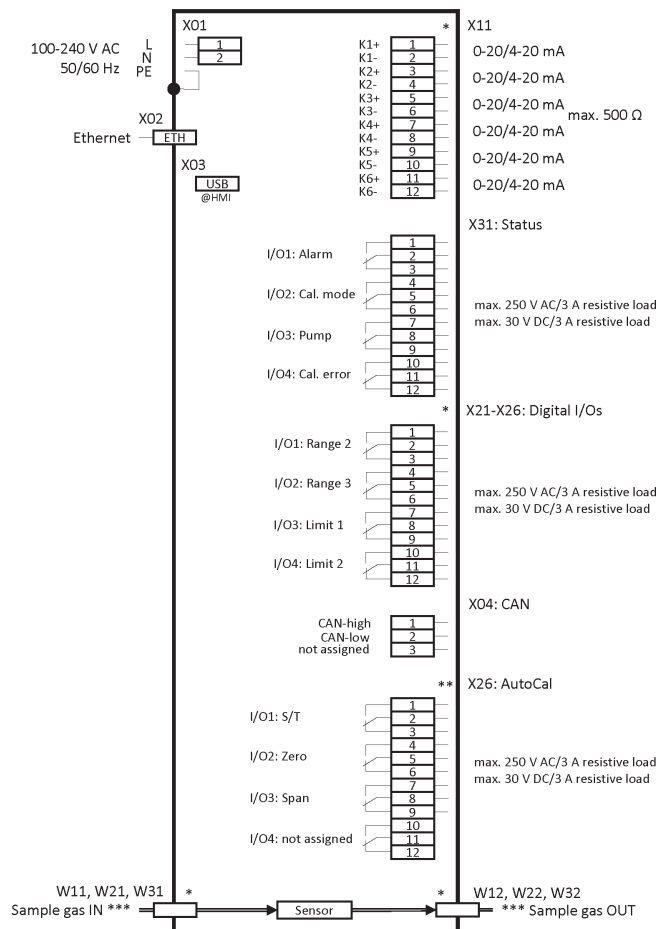 X01
100-240 V AC
50/60 Hz
L
N
PE
1
2
X02
Ethernet
ETH
X03
USB
@HMI
* X11
K1+ 1
K1- 2
K2+ 3
K2- 4
K3+ 5
K3- 6
K4+ 7
K4- 8
K5+ 9
K5- 10
K6+ 11
K6- 12
0-20/4-20 mA
0-20/4-20 mA
0-20/4-20 mA
max. 500 Ω
0-20/4-20 mA
0-20/4-20 mA
0-20/4-20 mA
X31: Status
1
I/O1: Alarm 2
3
4
I/O2: Cal. mode 5
6
7
I/O3: Pump 8
9
10
I/O4: Cal. error 11
12
max. 250 V AC/3 A resistive load
max. 30 V DC/3 A resistive load
* X21-X26: Digital I/Os
1
I/O1: Range 2 2
3
4
I/O2: Range 3 5
6
7
I/O3: Limit 1 8
9
10
I/O4: Limit 2 11
12
max. 250 V AC/3 A resistive load
max. 30 V DC/3 A resistive load
X04: CAN
CAN-high 1
CAN-low 2
not assigned 3
** X26: AutoCal
1
I/O1: S/T 2
3
4
I/O2: Zero 5
6
7
I/O3: Span 8
9
10
I/O4: not assigned 11
12
max. 250 V AC/3 A resistive load
max. 30 V DC/3 A resistive load
W11, W21, W31 *
Sample gas IN ***
Sensor
* W12, W22, W32
*** Sample gas OUT